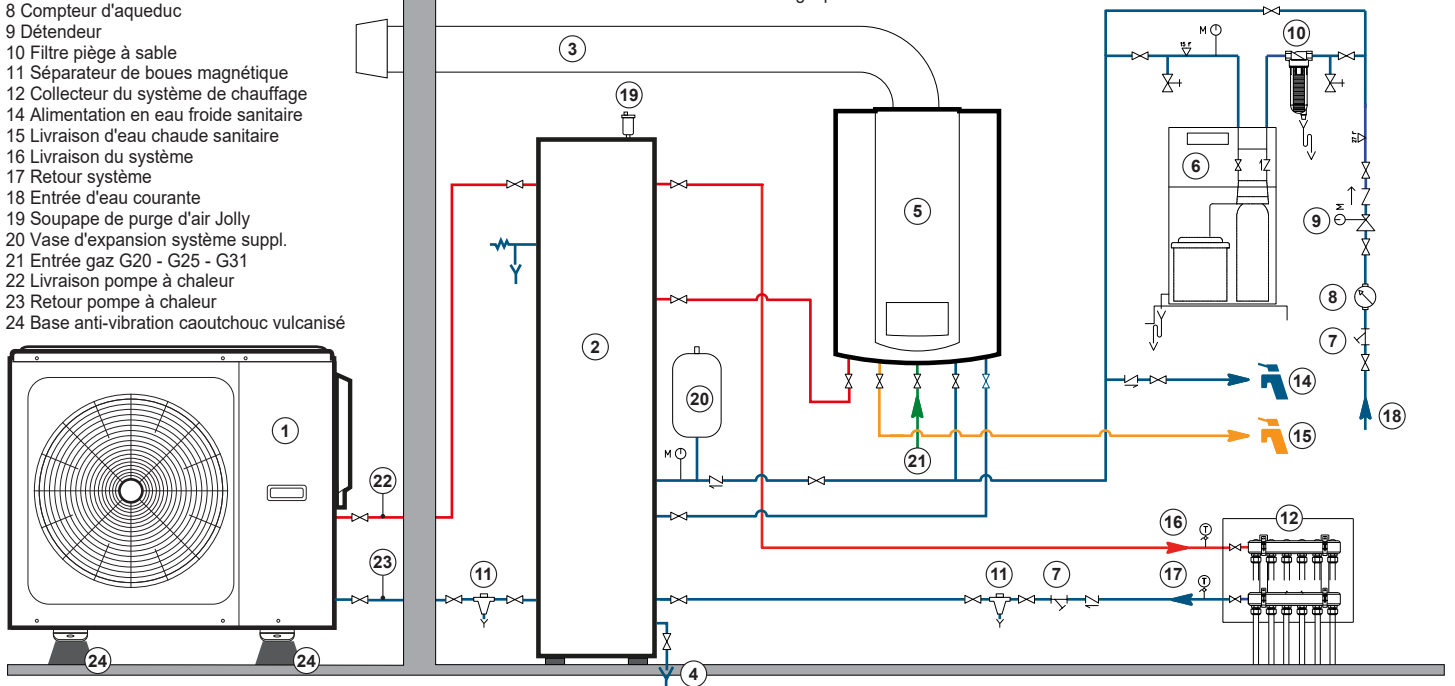 8 Compteur d'aqueduc
9 Détendeur
10 Filtre piège à sable
11 Séparateur de boues magnétique
12 Collecteur du système de chauffage
14 Alimentation en eau froide sanitaire
15 Livraison d'eau chaude sanitaire
16 Livraison du système
17 Retour système
18 Entrée d'eau courante
19 Soupape de purge d'air Jolly
20 Vase d'expansion système suppl.
21 Entrée gaz G20 - G25 - G31
22 Livraison pompe à chaleur
23 Retour pompe à chaleur
24 Base anti-vibration caoutchouc vulcanisé
3
M
10
19
6
5
M
9
8
2
7
1
20
14
18
15
M
21
22
16
T
12
23
11
11
7
17
T
24
24
4